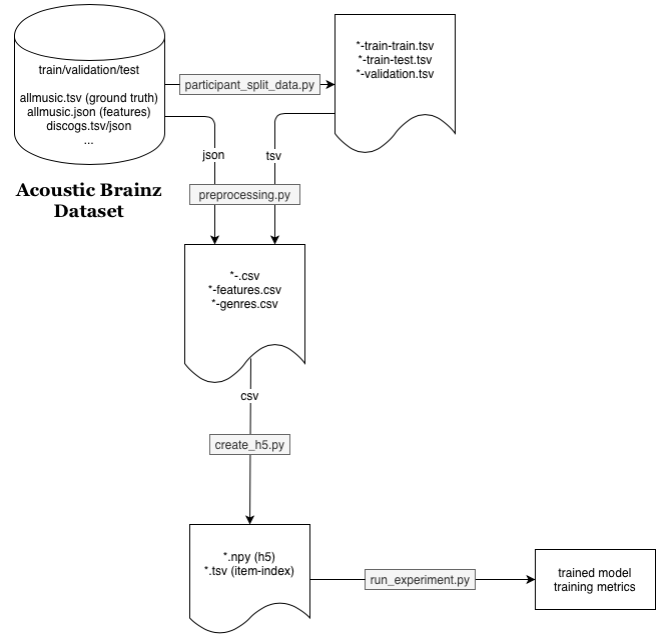 train/validation/test
allmusic.tsv (ground truth)
allmusic.json (features)
discogs.tsv/json
...
participant_split_data.py
*-train-train.tsv
*-train-test.tsv
*-validation.tsv
Acoustic Brainz
Dataset
json
tsv
preprocessing.py
*-.csv
*-features.csv
*-genres.csv
csv
create_h5.py
*.npy (h5)
*.tsv (item-index)
run_experiment.py
trained model
training metrics